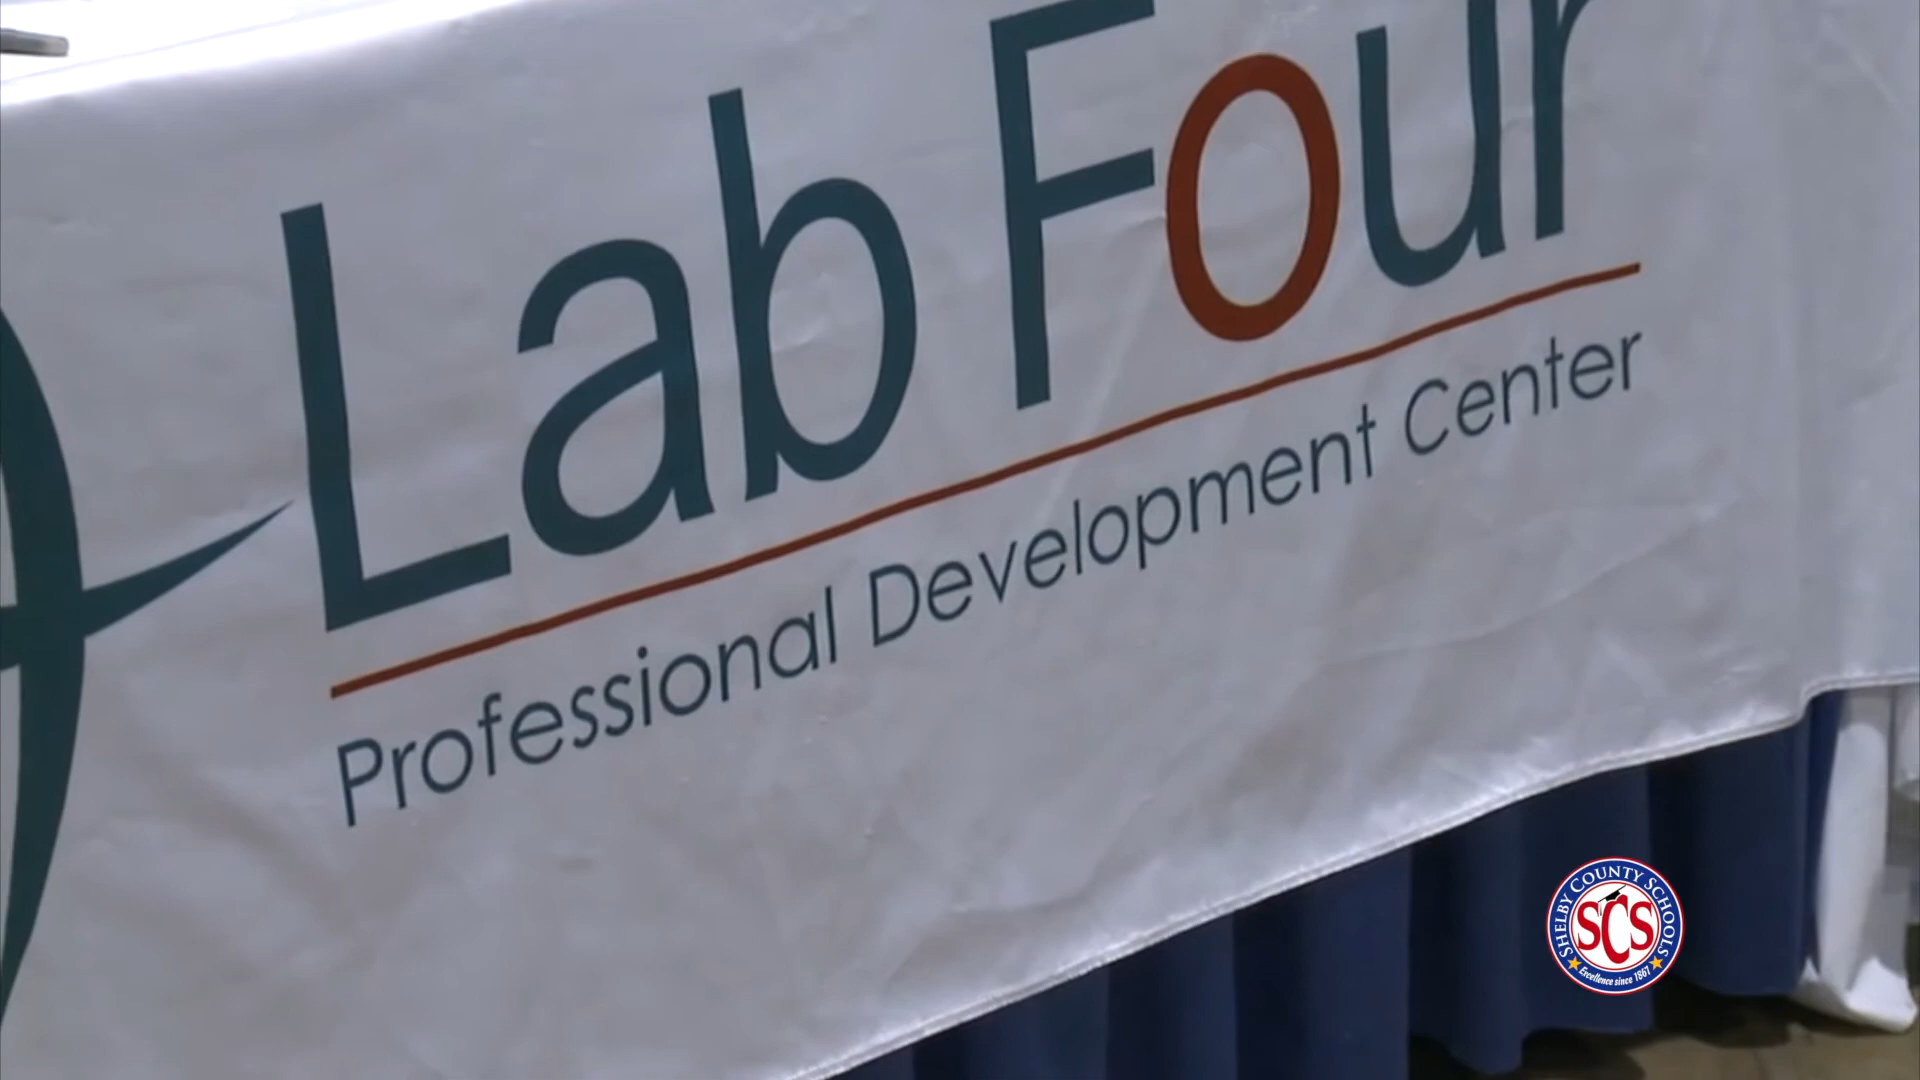 Lab Four
Professional Development Center
SHELBY COUNTY SCHOOLS
SCS
Excellence since 1867